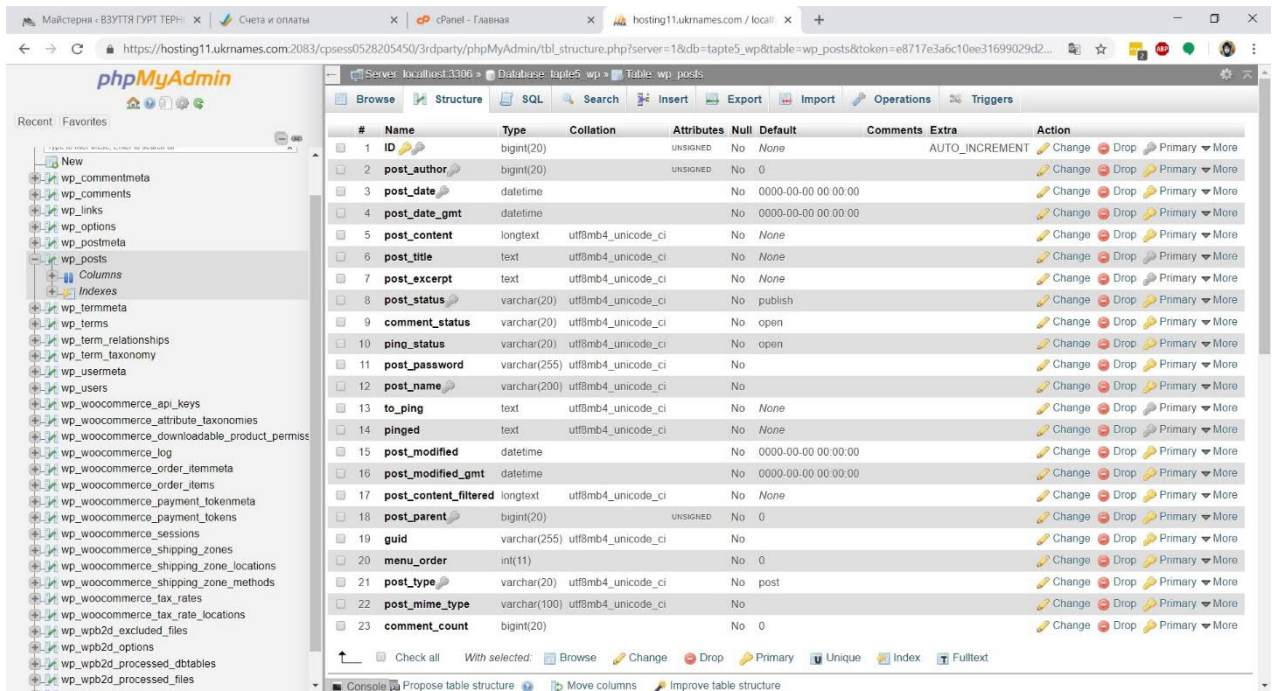 Майстерня ‹ ВЗУТТЯ ГУРТ ТЕРН
Счета и оплаты
cPanel - Главная
hosting11.ukrnames.com / locall
https://hosting11.ukrnames.com:2083/cpsess0528205450/3rdparty/phpMyAdmin/tbl_structure.php?server=1&db=tapte5_wp&table=wp_posts&token=e8717e3a6c10ee31699029d2...
phpMyAdmin
Recent Favorites
New
wp_commentmeta
wp_comments
wp_links
wp_options
wp_postmeta
wp_posts
Columns
Indexes
wp_termmeta
wp_terms
wp_term_relationships
wp_term_taxonomy
wp_usermeta
wp_users
wp_woocommerce_api_keys
wp_woocommerce_attribute_taxonomies
wp_woocommerce_downloadable_product_permiss
wp_woocommerce_log
wp_woocommerce_order_itemmeta
wp_woocommerce_order_items
wp_woocommerce_payment_tokenmeta
wp_woocommerce_payment_tokens
wp_woocommerce_sessions
wp_woocommerce_shipping_zones
wp_woocommerce_shipping_zone_locations
wp_woocommerce_shipping_zone_methods
wp_woocommerce_tax_rates
wp_woocommerce_tax_rate_locations
wp_wpb2d_excluded_files
wp_wpb2d_options
wp_wpb2d_processed_dbtables
wp_wpb2d_processed_files
Server: localhost:3306 » Database: tapte5_wp » Table: wp_posts
Browse Structure SQL Search Insert Export Import Operations Triggers
# Name Type Collation Attributes Null Default Comments Extra Action
1 ID bigint(20) UNSIGNED No None AUTO_INCREMENT Change Drop Primary More
2 post_author bigint(20) UNSIGNED No 0 Change Drop Primary More
3 post_date datetime No 0000-00-00 00:00:00 Change Drop Primary More
4 post_date_gmt datetime No 0000-00-00 00:00:00 Change Drop Primary More
5 post_content longtext utf8mb4_unicode_ci No None Change Drop Primary More
6 post_title text utf8mb4_unicode_ci No None Change Drop Primary More
7 post_excerpt text utf8mb4_unicode_ci No None Change Drop Primary More
8 post_status varchar(20) utf8mb4_unicode_ci No publish Change Drop Primary More
9 comment_status varchar(20) utf8mb4_unicode_ci No open Change Drop Primary More
10 ping_status varchar(20) utf8mb4_unicode_ci No open Change Drop Primary More
11 post_password varchar(255) utf8mb4_unicode_ci No Change Drop Primary More
12 post_name varchar(200) utf8mb4_unicode_ci No Change Drop Primary More
13 to_ping text utf8mb4_unicode_ci No None Change Drop Primary More
14 pinged text utf8mb4_unicode_ci No None Change Drop Primary More
15 post_modified datetime No 0000-00-00 00:00:00 Change Drop Primary More
16 post_modified_gmt datetime No 0000-00-00 00:00:00 Change Drop Primary More
17 post_content_filtered longtext utf8mb4_unicode_ci No None Change Drop Primary More
18 post_parent bigint(20) UNSIGNED No 0 Change Drop Primary More
19 guid varchar(255) utf8mb4_unicode_ci No Change Drop Primary More
20 menu_order int(11) No 0 Change Drop Primary More
21 post_type varchar(20) utf8mb4_unicode_ci No post Change Drop Primary More
22 post_mime_type varchar(100) utf8mb4_unicode_ci No Change Drop Primary More
23 comment_count bigint(20) No 0 Change Drop Primary More
Check all With selected: Browse Change Drop Primary Unique Index Fulltext
Console Propose table structure Move columns Improve table structure